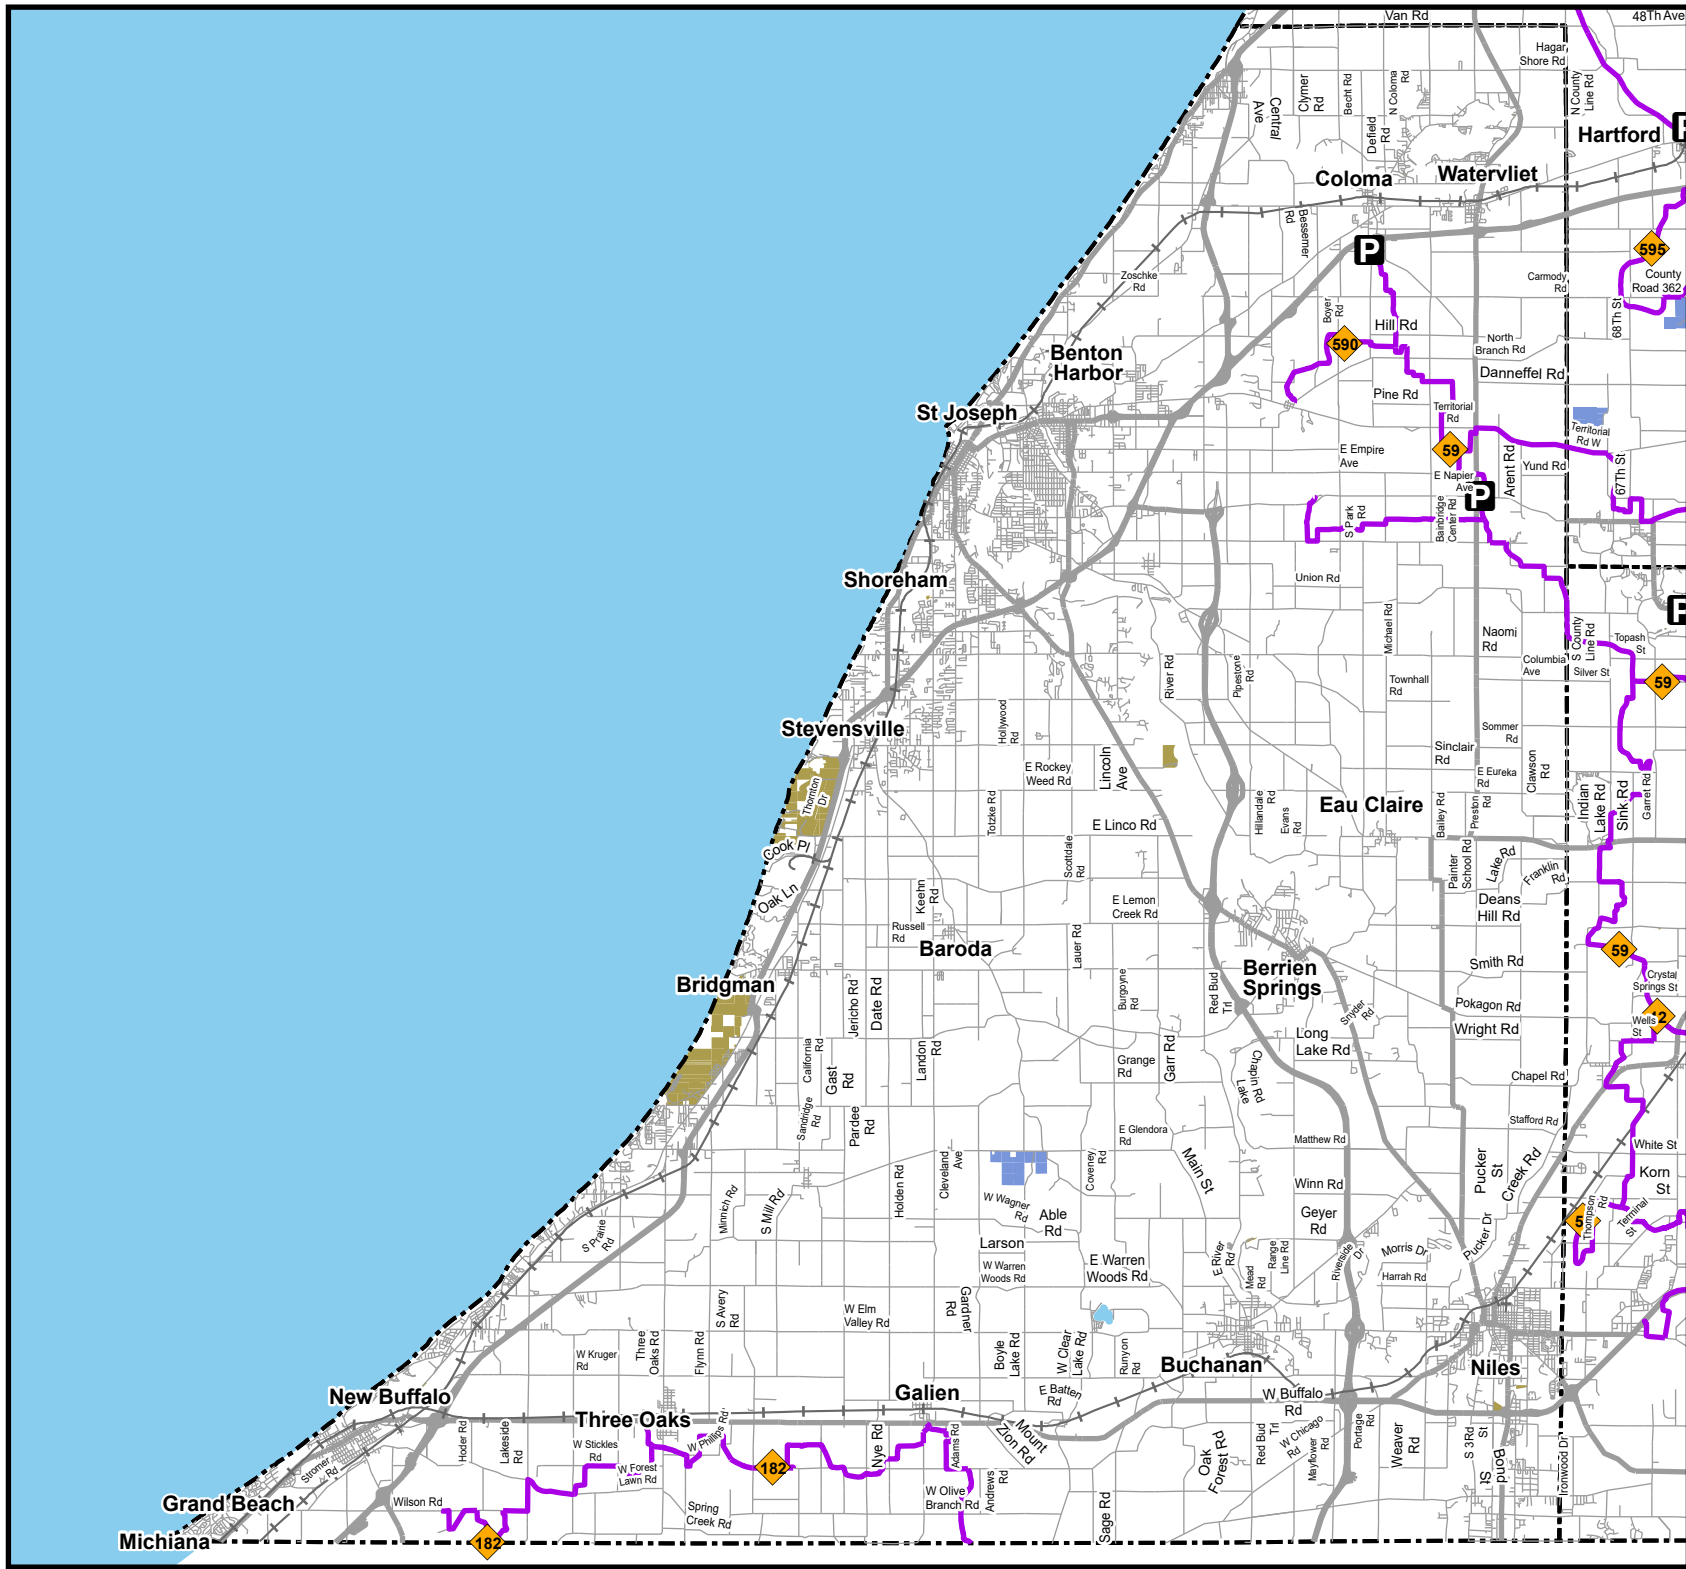 Van Rd
48Th Ave
Hagar
Shore Rd
Central
Ave
Clymer
Rd
Becht Rd
N Coloma
Rd
Defield
Rd
N County
Line Rd
Hartford
P
Coloma
Watervliet
Bessemer
Rd
P
595
County
Road 362
Zoschke
Rd
Carmody
Rd
68Th St
Boyer
Rd
Hill Rd
590
North
Branch Rd
Danneffel Rd
Benton
Harbor
Pine Rd
St Joseph
Territorial
Rd
Territorial
Rd W
E Empire
Ave
59
Arent Rd
Yund Rd
67Th St
E Napier
Ave
P
S Park
Rd
Bainbridge
Center Rd
Shoreham
Union Rd
P
Michael Rd
Naomi
Rd
S County
Line Rd
Topash
St
River Rd
Pipestone
Rd
Columbia
Ave
Silver St
Townhall
Rd
59
Stevensville
Hollywood
Rd
Sommer
Rd
Sinclair
Rd
Lincoln
Ave
E Rockey
Weed Rd
E Eureka
Rd
Clawson
Rd
Thornton
Dr
Totzke Rd
Hillandale
Rd
Evans
Rd
Eau Claire
Bailey Rd
Preston
Rd
Indian
Lake Rd
Sink Rd
Garret Rd
E Linco Rd
Cook Pl
Scottdale
Rd
Painter
School Rd
Lake Rd
Franklin
Rd
Oak Ln
Keehn
Rd
E Lemon
Creek Rd
Deans
Hill Rd
Russell
Rd
Baroda
Lauer Rd
59
Smith Rd
Berrien
Springs
Bridgman
Crystal
Springs St
Jericho Rd
Date Rd
Burgoyne
Rd
Red Bud
Trl
Snyder
Rd
Pokagon Rd
Wells
St
Wright Rd
Long
Lake Rd
California
Rd
Gast
Rd
Landon
Rd
Grange
Rd
Garr Rd
Chapin Rd
Lake
Chapel Rd
Sandridge
Rd
Pardee
Rd
E Glendora
Rd
Stafford Rd
Matthew Rd
White St
Cleveland
Ave
Coveney
Rd
Main St
Pucker
St
Creek Rd
Korn
St
Minnich Rd
S Mill Rd
Holden Rd
W Wagner
Rd
Winn Rd
Able
Rd
Geyer
Rd
Thompson
Rd
Terminal
St
S Prairie
Rd
Larson
E River
Rd
Range
Line Rd
Riverside
Dr
Morris Dr
Pucker Dr
W Warren
Woods Rd
E Warren
Woods Rd
Mead
Rd
Harrah Rd
S Avery
Rd
W Elm
Valley Rd
Gardner
Rd
W Kruger
Rd
Three
Oaks Rd
Flynn Rd
Boyle
Lake Rd
W Clear
Lake Rd
Runyon
Rd
Buchanan
Niles
New Buffalo
Galien
E Batten
Rd
W Buffalo
Rd
Three Oaks
Mount
Zion Rd
Hoder Rd
Lakeside
Rd
W Stickles
Rd
W Phillips Rd
Nye Rd
Adams Rd
Oak
Forest Rd
Red Bud
Trl
W Chicago
Rd
Mayflower
Rd
Portage
Rd
Weaver
Rd
S 3Rd
St
Bond
St
Ironwood Dr
Stromer
Rd
W Forest
Lawn Rd
182
Andrews
Rd
Grand Beach
Wilson Rd
W Olive
Branch Rd
Spring
Creek Rd
Sage Rd
Michiana
182